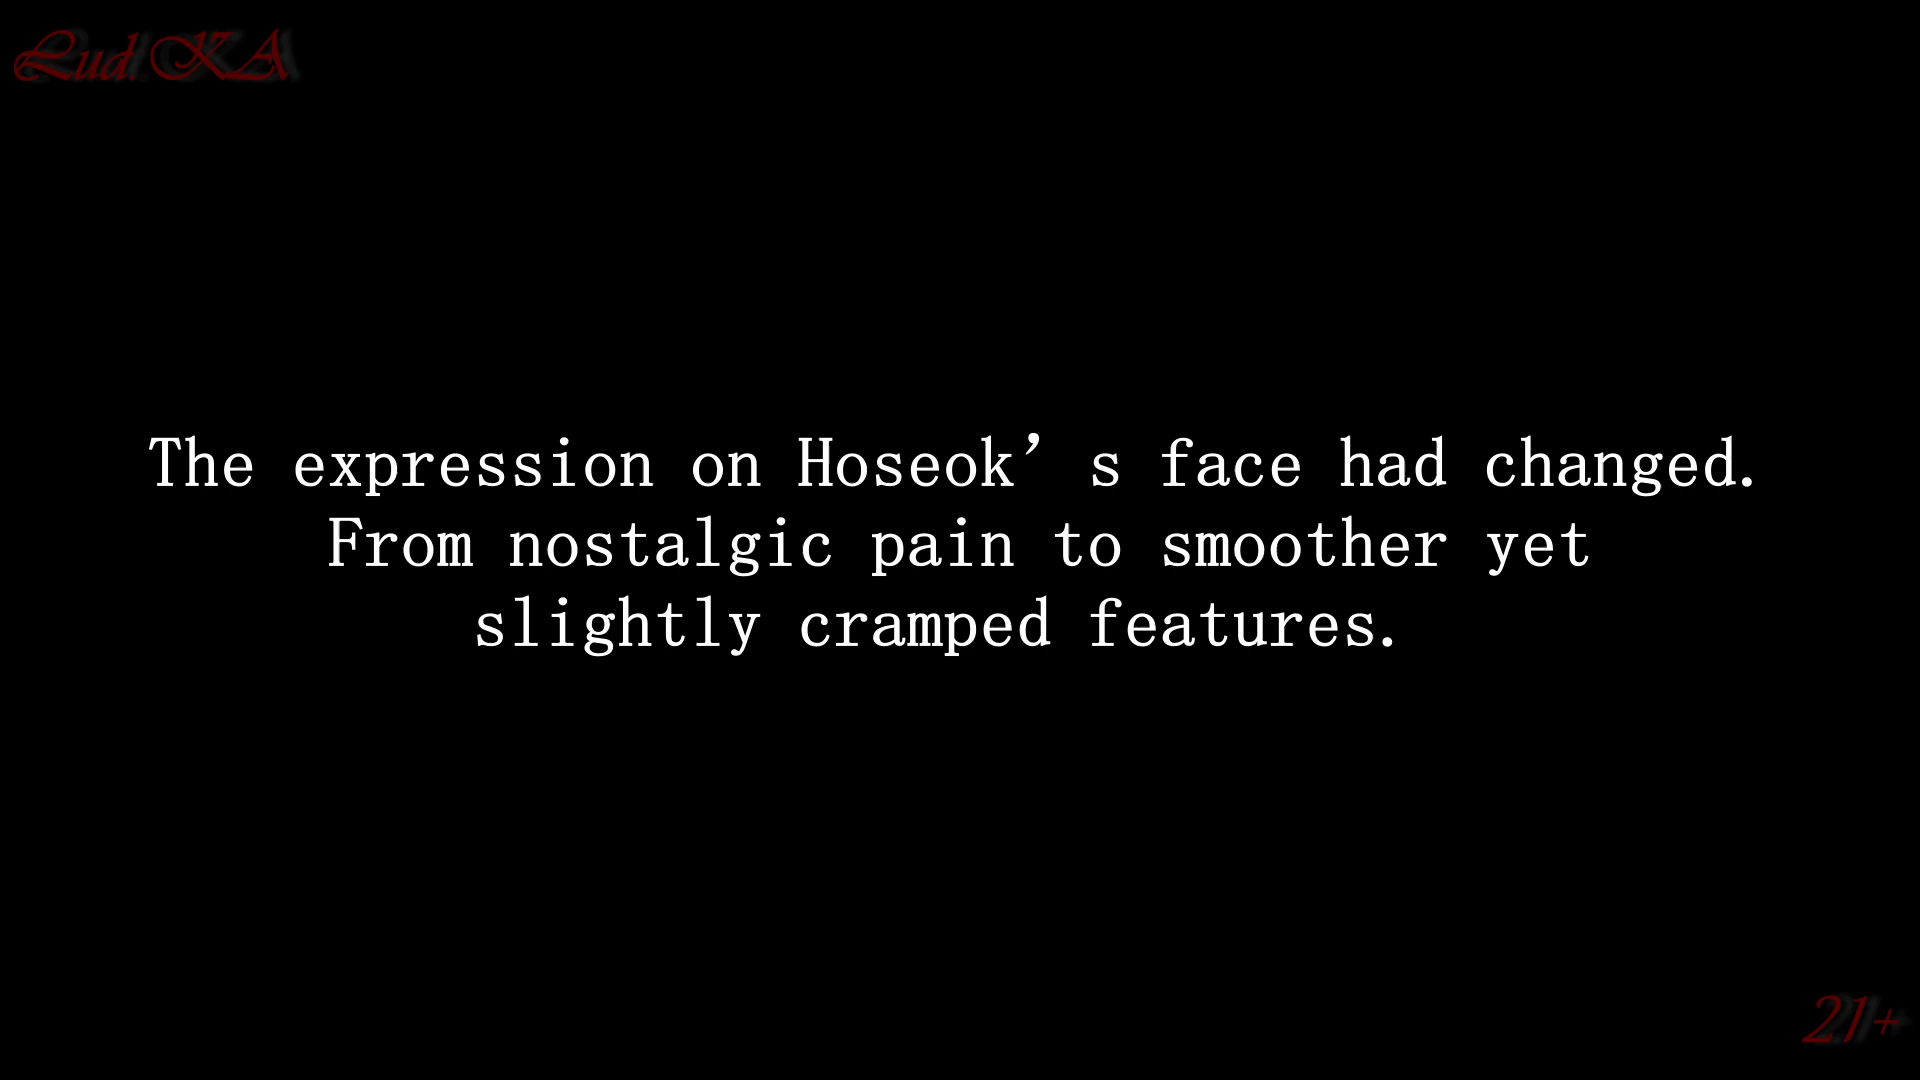 Lud.KA
The expression on Hoseok’s face had changed.
From nostalgic pain to smoother yet
slightly cramped features.
21+